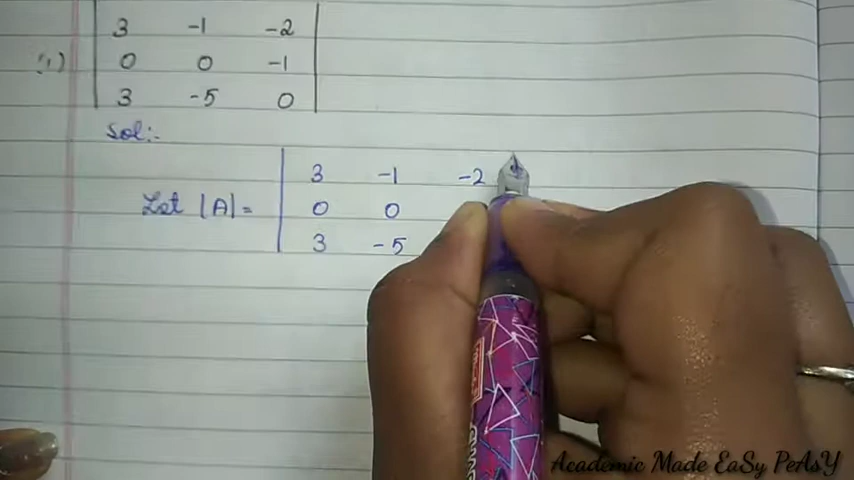 3 -1 -2
(i) 0 0 -1
3 -5 0
Sol:-
3 -1 -2
Let |A| = 0 0
3 -5
Academic Made EaSy PeAsY